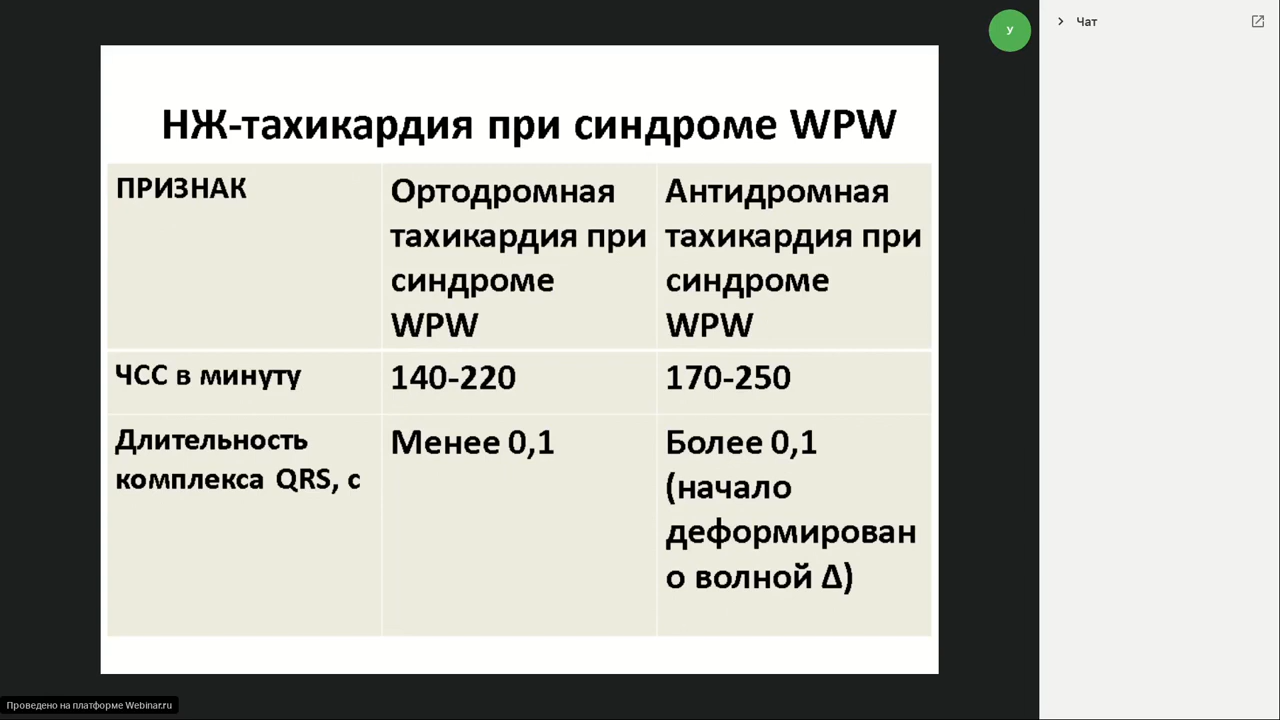 У
Чат
НЖ-тахикардия при синдроме WPW
ПРИЗНАК
Ортодромная
тахикардия при
синдроме
WPW
Антидромная
тахикардия при
синдроме
WPW
ЧСС в минуту
140-220
170-250
Длительность
комплекса QRS, с
Менее 0,1
Более 0,1
(начало
деформирован
о волной Δ)
Проведено на платформе Webinar.ru